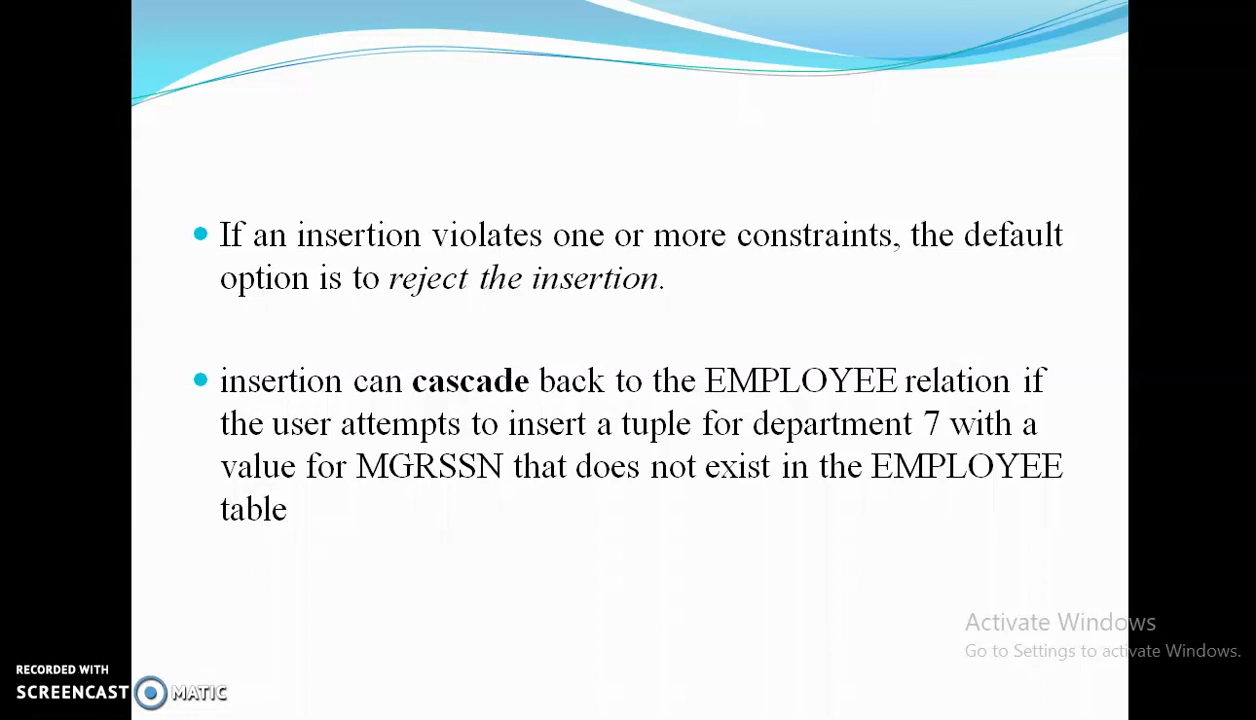 If an insertion violates one or more constraints, the default
option is to reject the insertion.
insertion can cascade back to the EMPLOYEE relation if
the user attempts to insert a tuple for department 7 with a
value for MGRSSN that does not exist in the EMPLOYEE
table
Activate Windows
Go to Settings to activate Windows.
RECORDED WITH
SCREENCAST MATIC